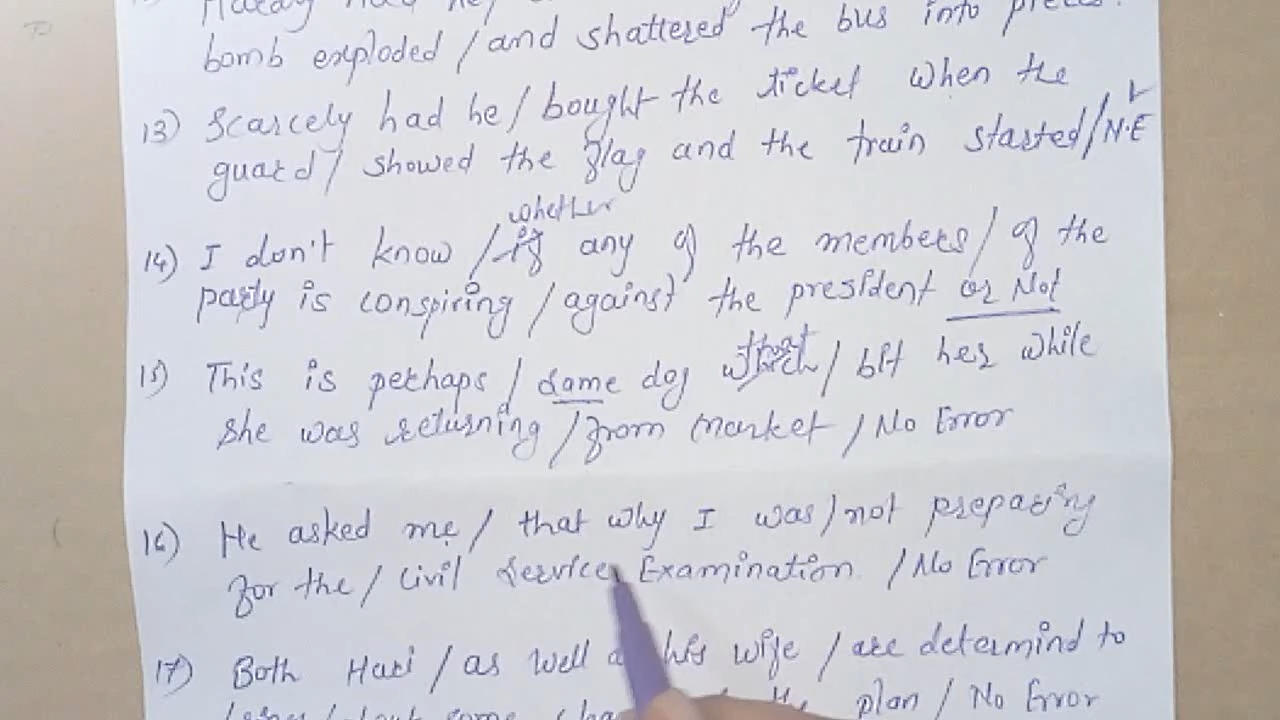 bomb exploded / and shattered the bus into
13) Scarcely had he / bought the ticket when the
guard / showed the flag and the train started / N.E
whether
14) I don't know / if any of the members / of the
party is conspiring / against the president or Not
that
15) This is perhaps / same dog which / bit her while
she was returning / from market / No Error
16) He asked me / that why I was / not preparing
for the / Civil Service Examination / No Error
17) Both Hari / as well as his wife / are determind to
plan / No Error